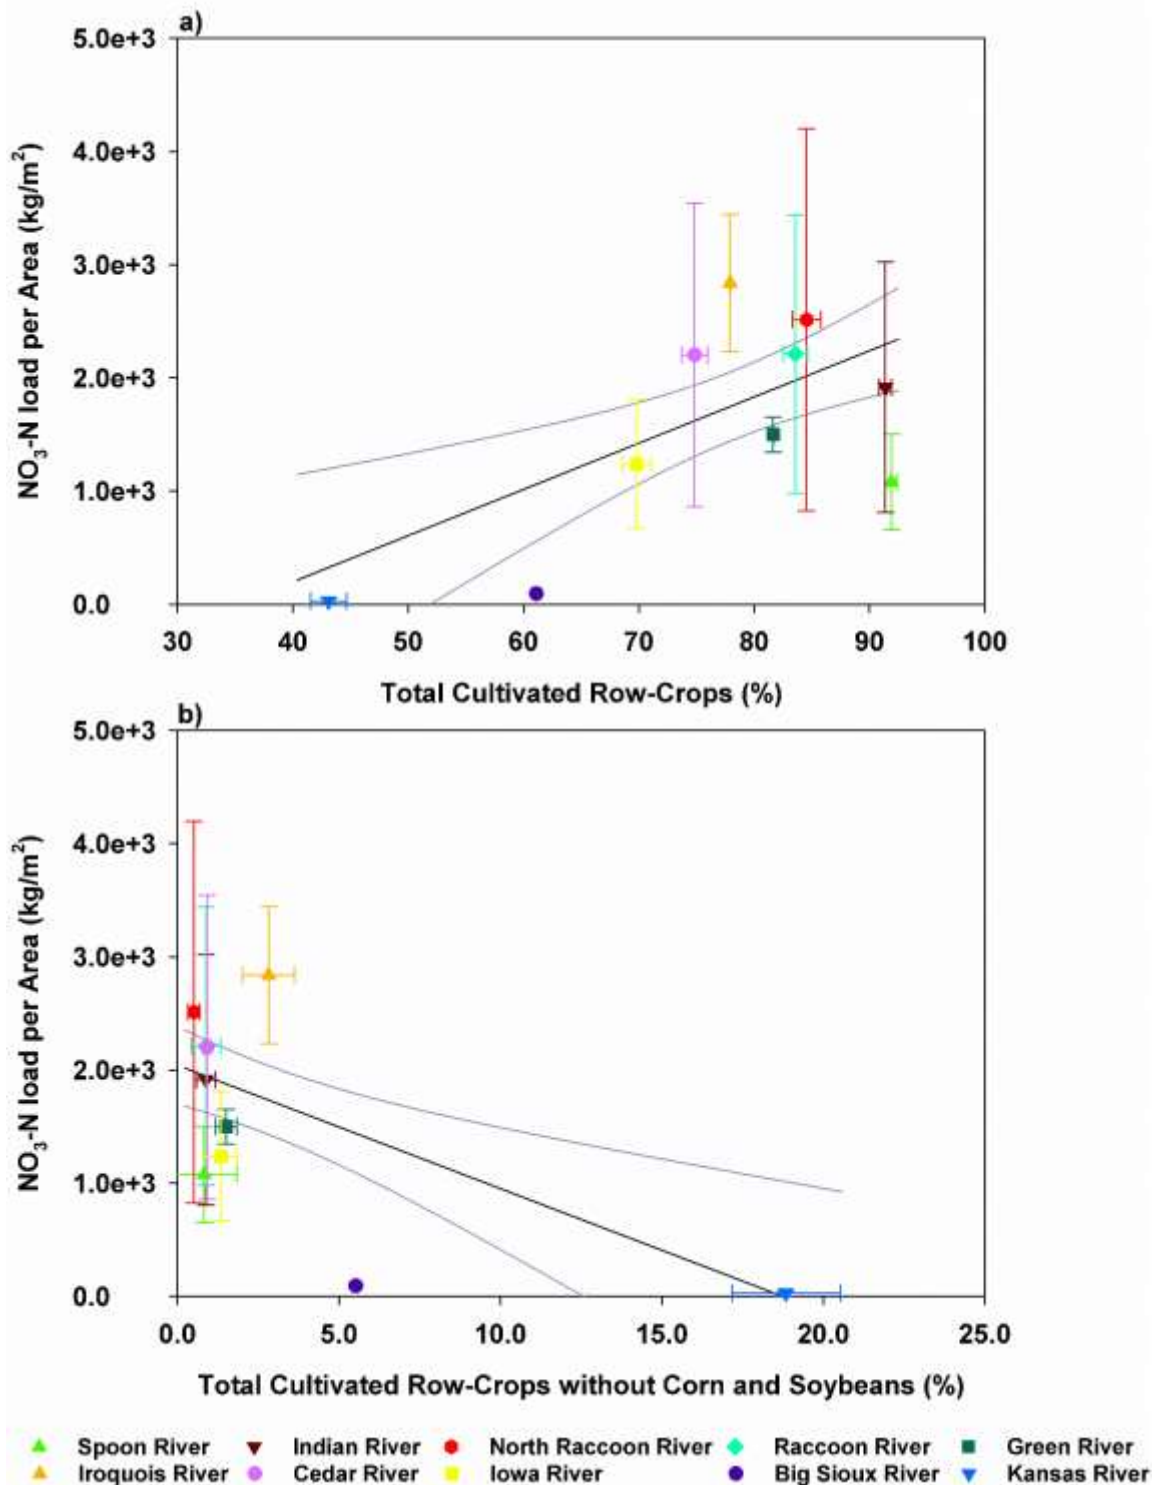 a)
5.0e+3
4.0e+3
3.0e+3
2.0e+3
1.0e+3
0.0
NO3-N load per Area (kg/m2)
30 40 50 60 70 80 90 100
Total Cultivated Row-Crops (%)
b)
5.0e+3
4.0e+3
3.0e+3
2.0e+3
1.0e+3
0.0
NO3-N load per Area (kg/m2)
0.0 5.0 10.0 15.0 20.0 25.0
Total Cultivated Row-Crops without Corn and Soybeans (%)
Spoon River Indian River North Raccoon River Raccoon River Green River
Iroquois River Cedar River Iowa River Big Sioux River Kansas River